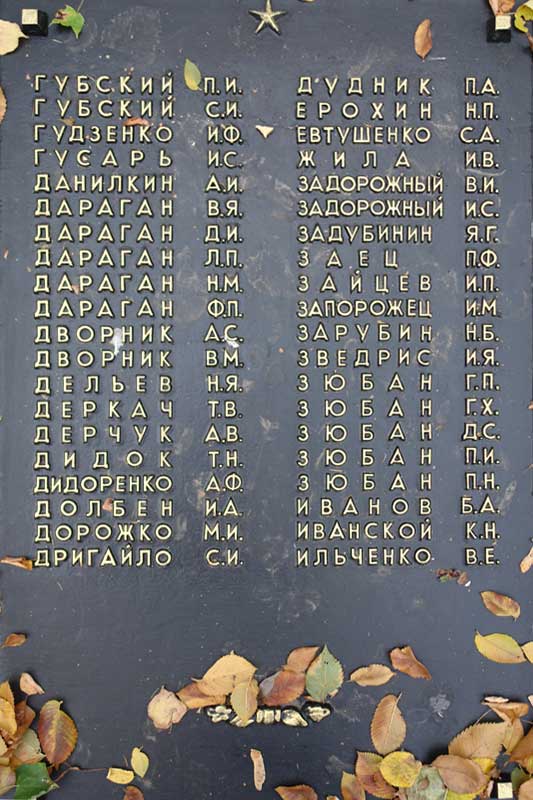 ГУБСКИЙ П.И.
ГУБСКИЙ С.И.
ГУДЗЕНКО И.Ф.
ГУСАРЬ И.С.
ДАНИЛКИН А.И.
ДАРАГАН В.Я.
ДАРАГАН Д.И.
ДАРАГАН Л.П.
ДАРАГАН Н.М.
ДАРАГАН Ф.П.
ДВОРНИК А.С.
ДВОРНИК В.М.
ДЕЛЬЕВ Н.Я.
ДЕРКАЧ Т.В.
ДЕРЧУК А.В.
ДИДОК Т.Н.
ДИДОРЕНКО А.Ф.
ДОЛБЕН И.А.
ДОРОЖКО М.И.
ДРИГАЙЛО С.И.
ДУДНИК П.А.
ЕРОХИН Н.П.
ЕВТУШЕНКО С.А.
ЖИЛА И.В.
ЗАДОРОЖНЫЙ В.И.
ЗАДОРОЖНЫЙ И.С.
ЗАДУБИНИН Я.Г.
ЗАЕЦ П.Ф.
ЗАЙЦЕВ И.П.
ЗАПОРОЖЕЦ И.М.
ЗАРУБИН Н.Б.
ЗВЕДРИС И.Я.
ЗЮБАН Г.П.
ЗЮБАН Г.Х.
ЗЮБАН Д.С.
ЗЮБАН П.И.
ЗЮБАН П.Н.
ИВАНОВ Б.А.
ИВАНСКОЙ К.Н.
ИЛЬЧЕНКО В.Е.